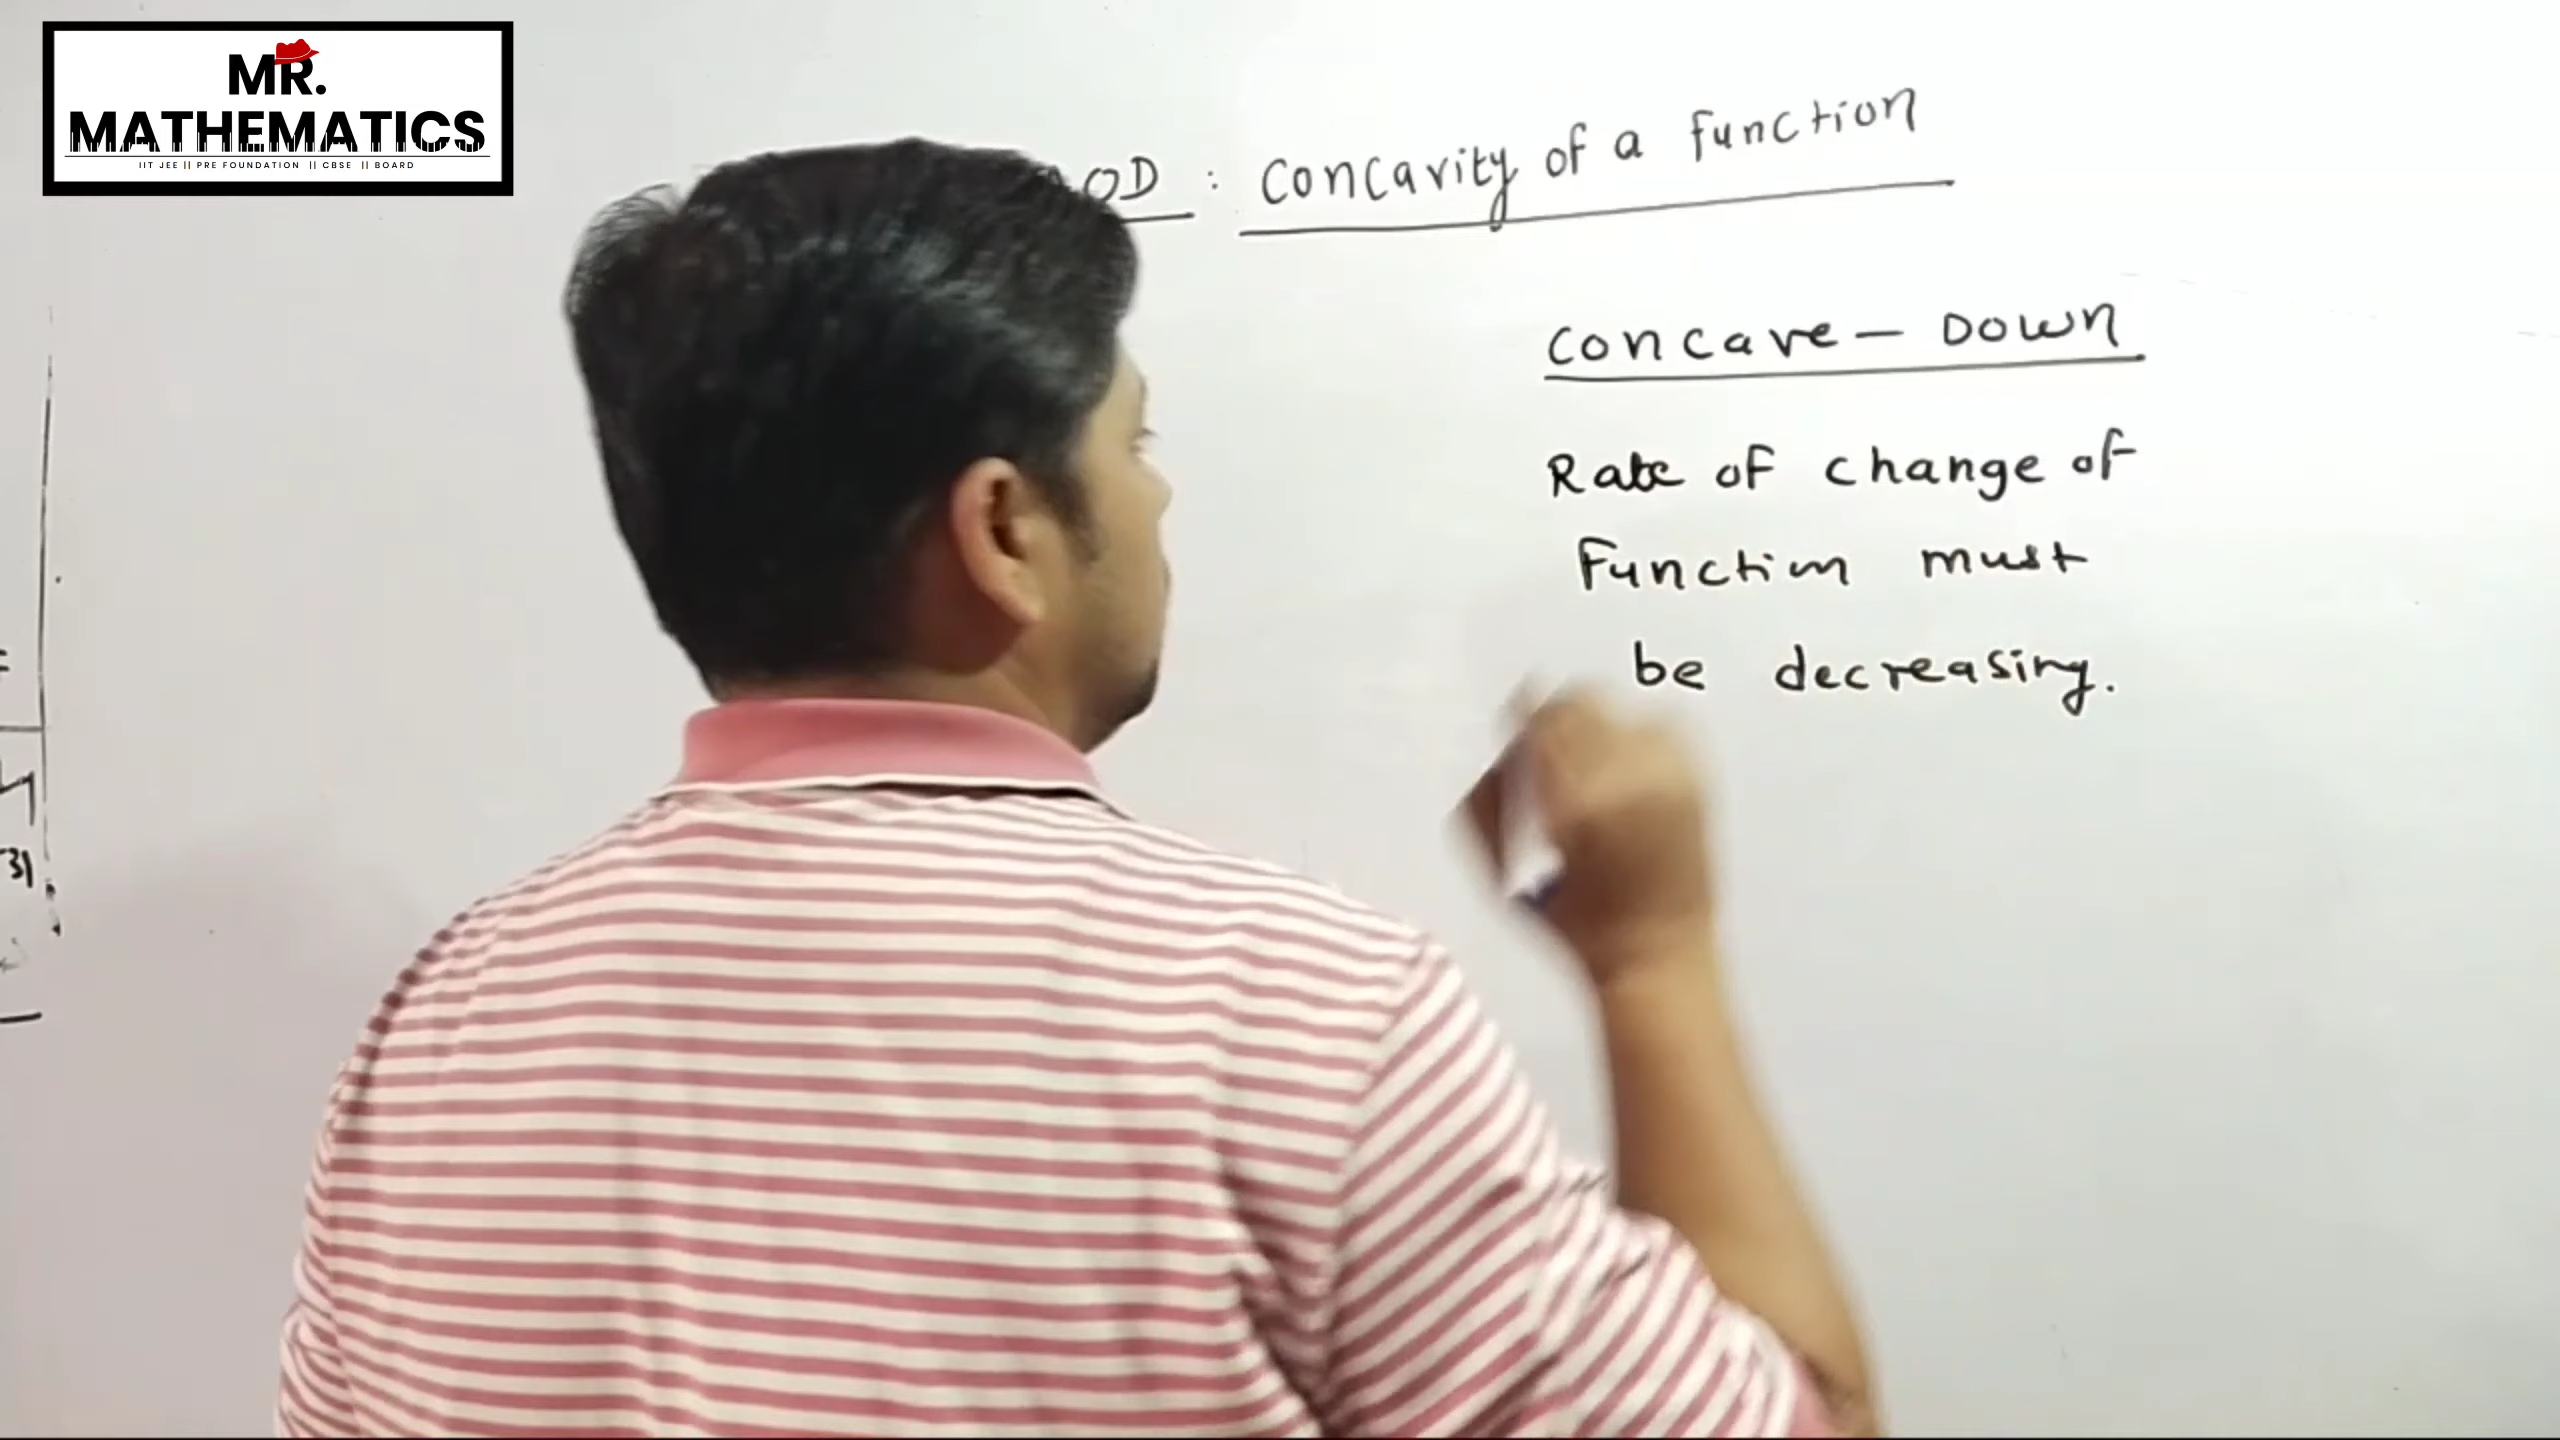 MR.
MATHEMATICS
IIT JEE || PRE FOUNDATION || CBSE || BOARD
AOD : Concavity of a function
Concave - Down
Rate of change of
Function must
be decreasing.